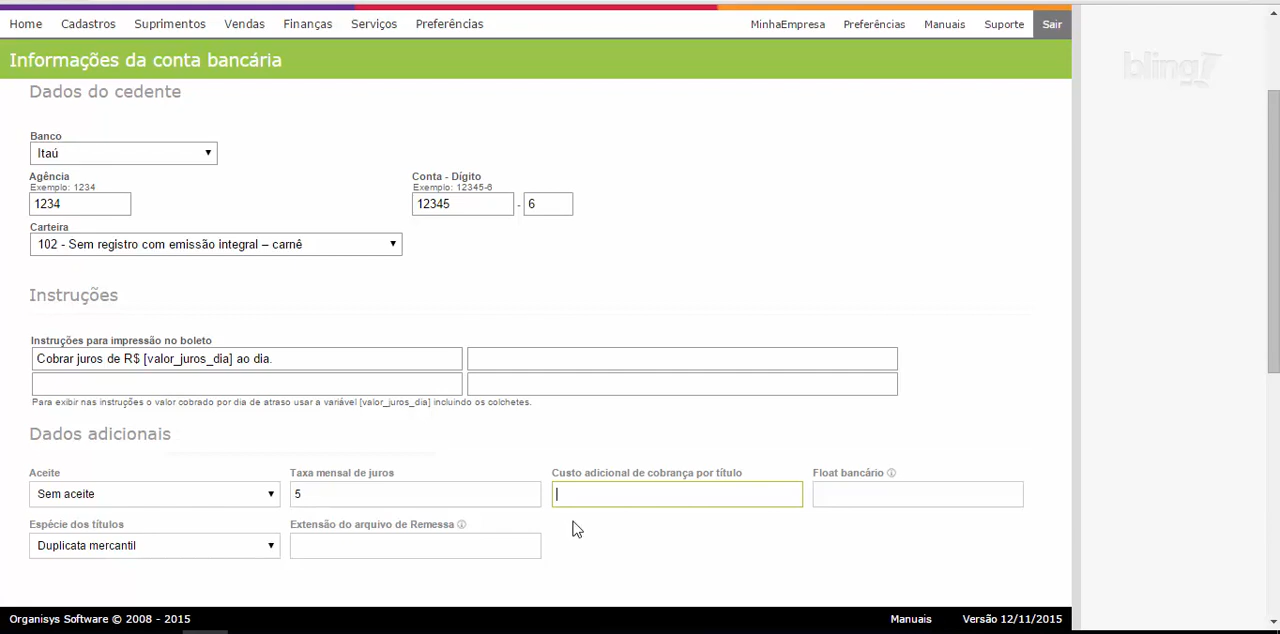 Home Cadastros Suprimentos Vendas Finanças Serviços Preferências MinhaEmpresa Preferências Manuais Suporte Sair
Informações da conta bancária
bling
Dados do cedente
Banco
Itaú
Agência Conta - Dígito
Exemplo: 1234 Exemplo: 12345-6
1234 12345 - 6
Carteira
102 - Sem registro com emissão integral – carnê
Instruções
Instruções para impressão no boleto
Cobrar juros de R$ [valor_juros_dia] ao dia.
Para exibir nas instruções o valor cobrado por dia de atraso usar a variável [valor_juros_dia] incluindo os colchetes.
Dados adicionais
Aceite Taxa mensal de juros Custo adicional de cobrança por título Float bancário
Sem aceite 5
Espécie dos títulos Extensão do arquivo de Remessa
Duplicata mercantil
Organisys Software © 2008 - 2015 Manuais Versão 12/11/2015